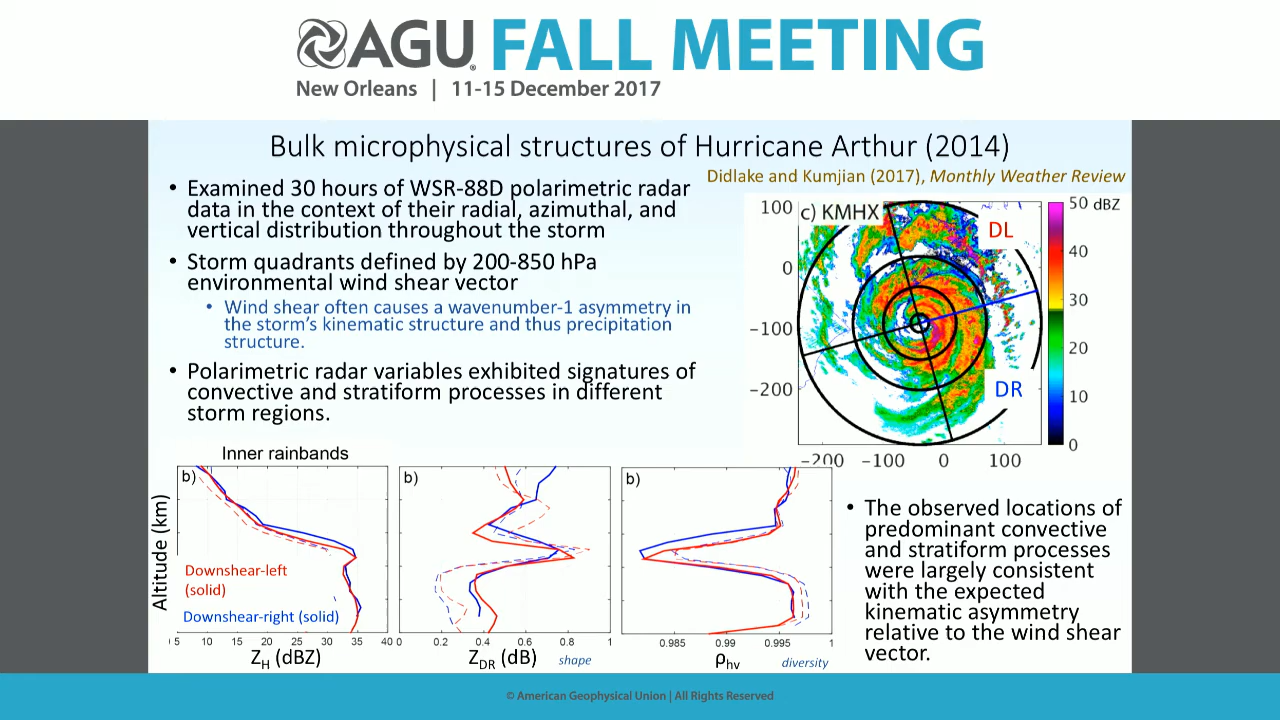 AGU FALL MEETING
New Orleans | 11-15 December 2017
Bulk microphysical structures of Hurricane Arthur (2014)
Didlake and Kumjian (2017), Monthly Weather Review
• Examined 30 hours of WSR-88D polarimetric radar
data in the context of their radial, azimuthal, and
vertical distribution throughout the storm
• Storm quadrants defined by 200-850 hPa
environmental wind shear vector
• Wind shear often causes a wavenumber-1 asymmetry in
the storm's kinematic structure and thus precipitation
structure.
• Polarimetric radar variables exhibited signatures of
convective and stratiform processes in different
storm regions.
c) KMHX
DL
DR
100
0
−100
−200
−200 −100 0 100
50 dBZ
40
30
20
10
0
Inner rainbands
Altitude (km)
b)
Downshear-left
(solid)
Downshear-right (solid)
5 10 15 20 25 30 35 40
ZH (dBZ)
b)
0 0.2 0.4 0.6 0.8 1
ZDR (dB) shape
b)
0.985 0.99 0.995 1
ρhv diversity
• The observed locations of
predominant convective
and stratiform processes
were largely consistent
with the expected
kinematic asymmetry
relative to the wind shear
vector.
© American Geophysical Union | All Rights Reserved